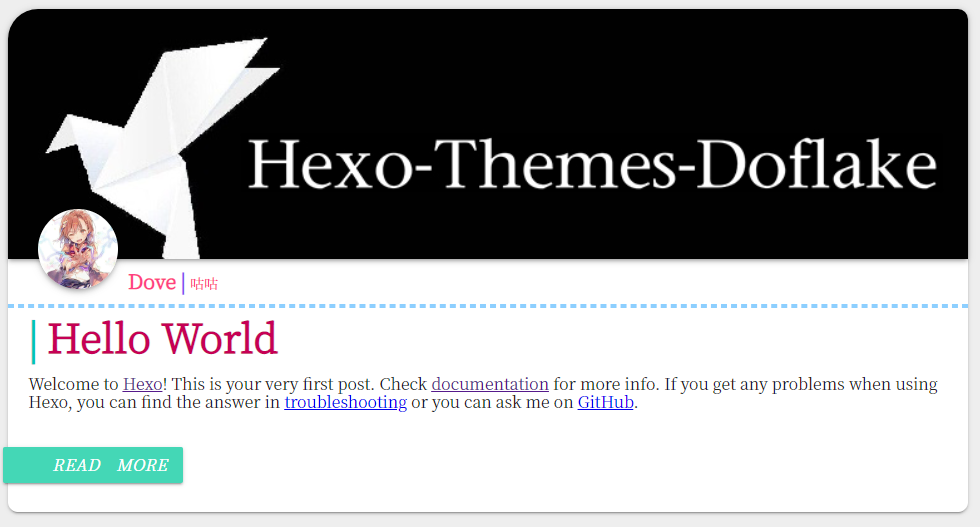 Hexo-Themes-Doflake
Dove | 咕咕
| Hello World
Welcome to Hexo! This is your very first post. Check documentation for more info. If you get any problems when using
Hexo, you can find the answer in troubleshooting or you can ask me on GitHub.
READ MORE